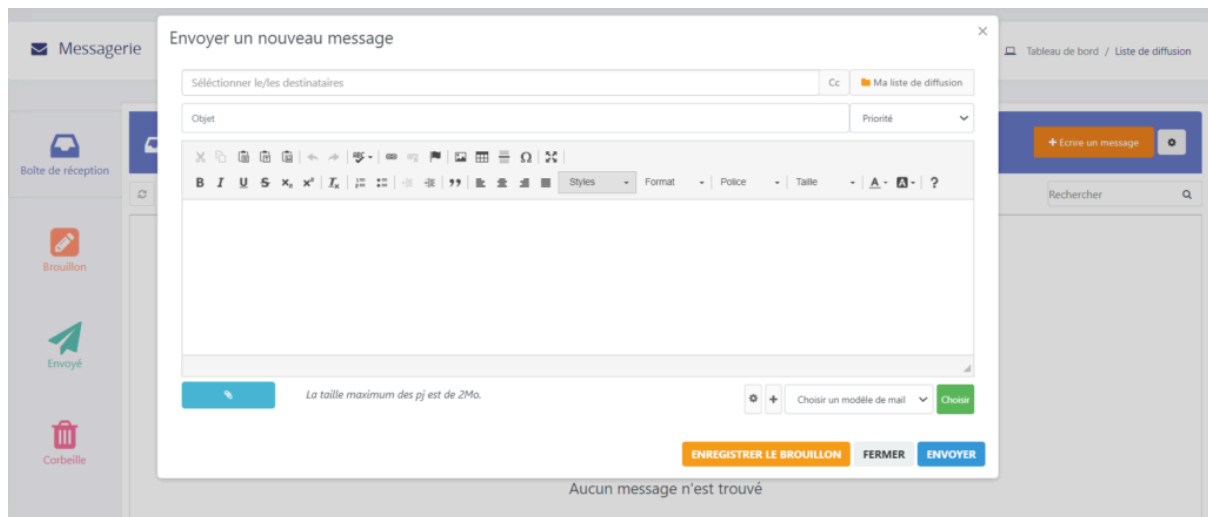 Messagerie
Tableau de bord / Liste de diffusion
Boîte de réception
Brouillon
Envoyé
Corbeille
+ Ecrire un message
Rechercher
Envoyer un nouveau message
×
Séléctionner le/les destinataires
Cc
Ma liste de diffusion
Objet
Priorité
B I U S x₂ x² Ix
Styles
Format
Police
Taille
A
A
?
La taille maximum des pj est de 2Mo.
+
Choisir un modèle de mail
Choisir
ENREGISTRER LE BROUILLON
FERMER
ENVOYER
Aucun message n'est trouvé